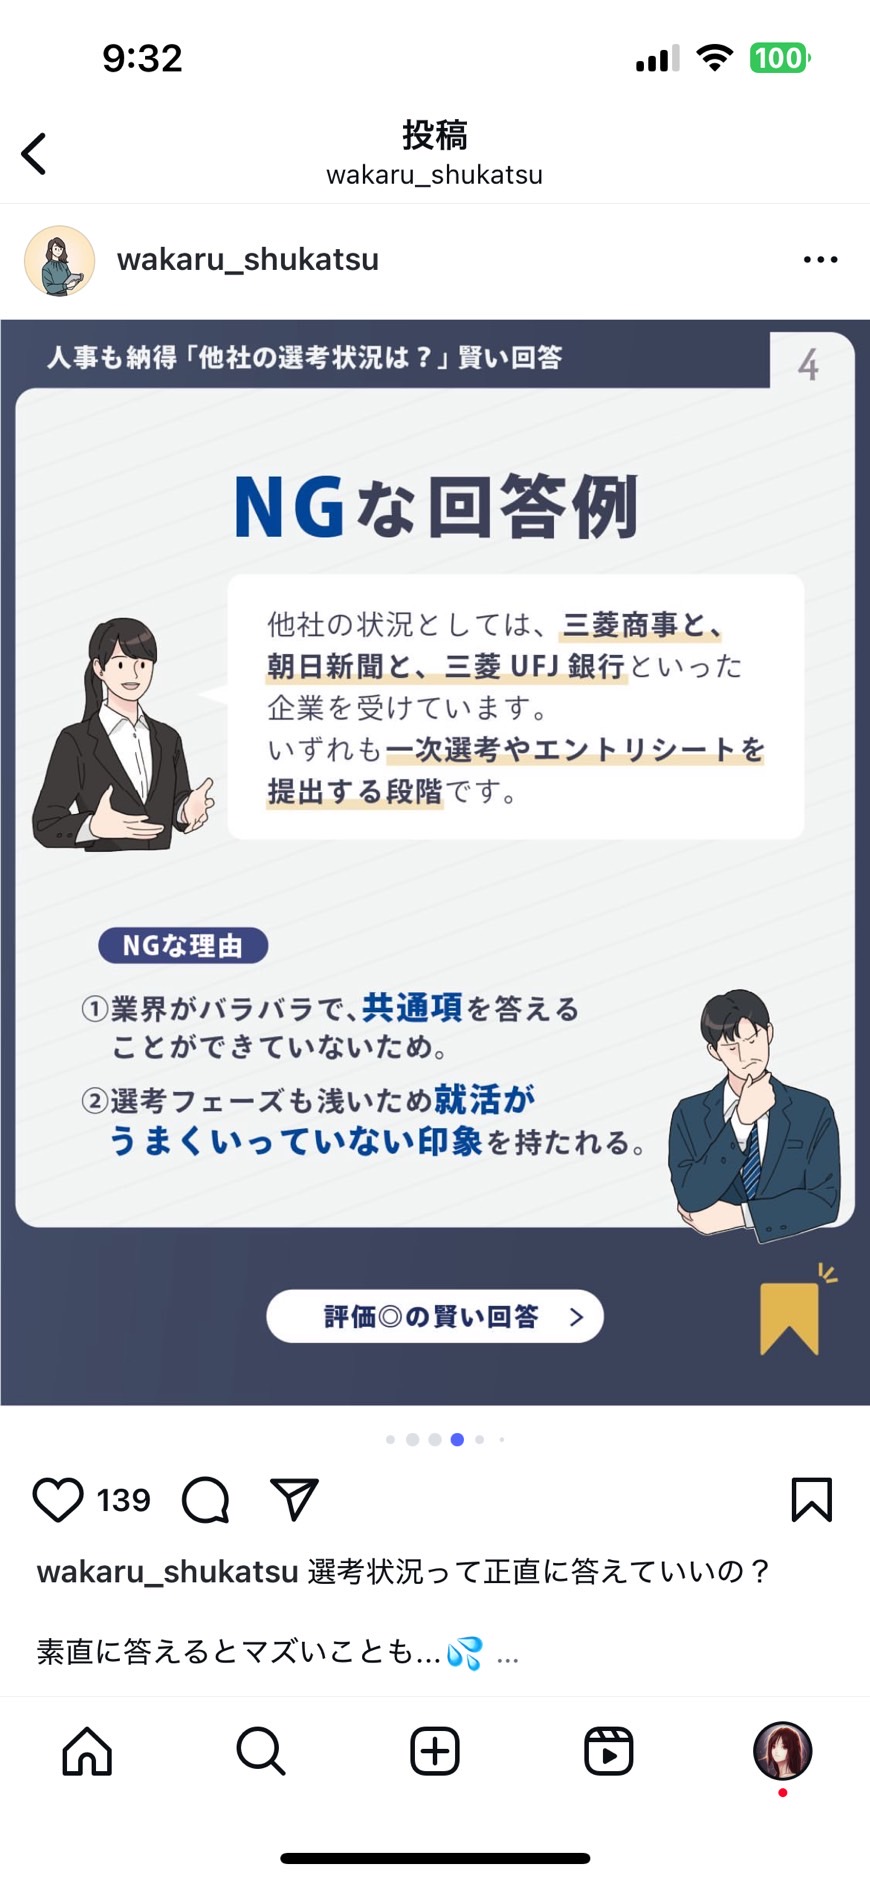 9:32
100
投稿
wakaru_shukatsu
wakaru_shukatsu
人事も納得「他社の選考状況は？」賢い回答
4
NGな回答例
他社の状況としては、三菱商事と、
朝日新聞と、三菱UFJ銀行といった
企業を受けています。
いずれも一次選考やエントリシートを
提出する段階です。
NGな理由
①業界がバラバラで、共通項を答える
ことができていないため。
②選考フェーズも浅いため就活が
うまくいっていない印象を持たれる。
評価◎の賢い回答 >
139
wakaru_shukatsu 選考状況って正直に答えていいの？
素直に答えるとマズいことも...💦 ...